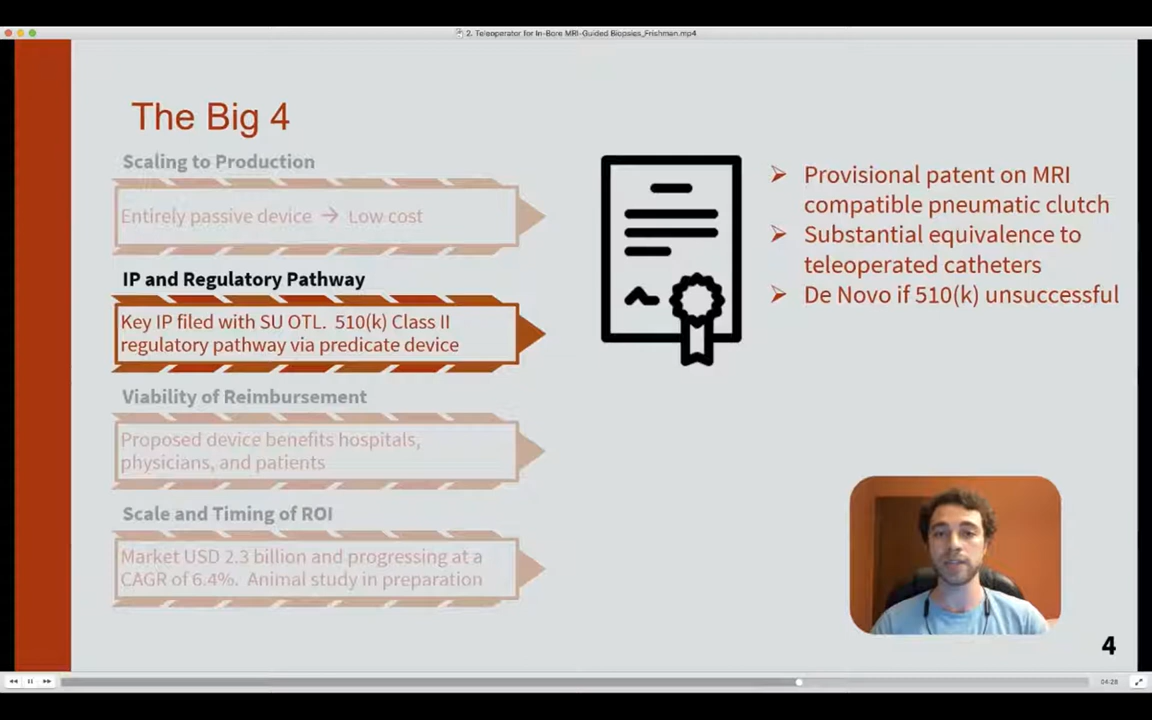 2. Teleoperator for In-Bore MRI-Guided Biopsies_Frishman.mp4
The Big 4
Scaling to Production
Entirely passive device → Low cost
IP and Regulatory Pathway
Key IP filed with SU OTL. 510(k) Class II
regulatory pathway via predicate device
Viability of Reimbursement
Proposed device benefits hospitals,
physicians, and patients
Scale and Timing of ROI
Market USD 2.3 billion and progressing at a
CAGR of 6.4%. Animal study in preparation
Provisional patent on MRI
compatible pneumatic clutch
Substantial equivalence to
teleoperated catheters
De Novo if 510(k) unsuccessful
4
04:28